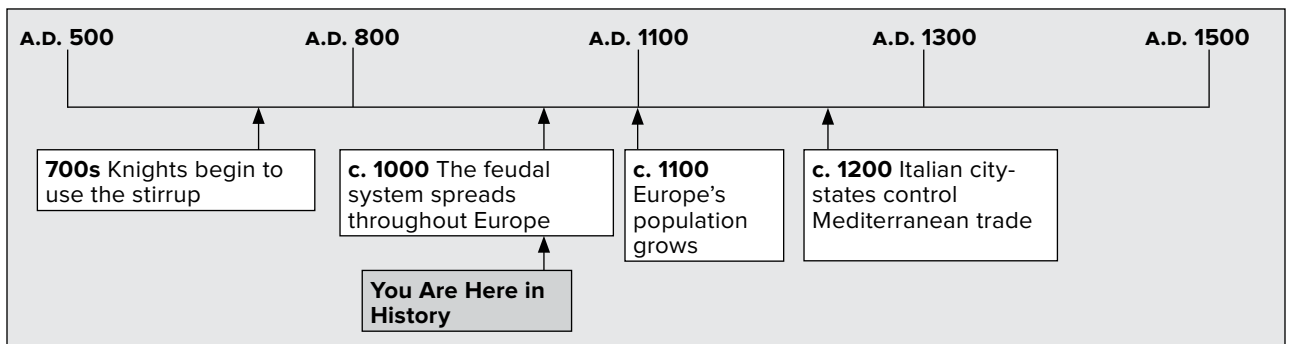 A.D. 500
A.D. 800
A.D. 1100
A.D. 1300
A.D. 1500
700s Knights begin to
use the stirrup
c. 1000 The feudal
system spreads
throughout Europe
c. 1100
Europe's
population
grows
c. 1200 Italian city-
states control
Mediterranean trade
You Are Here in
History